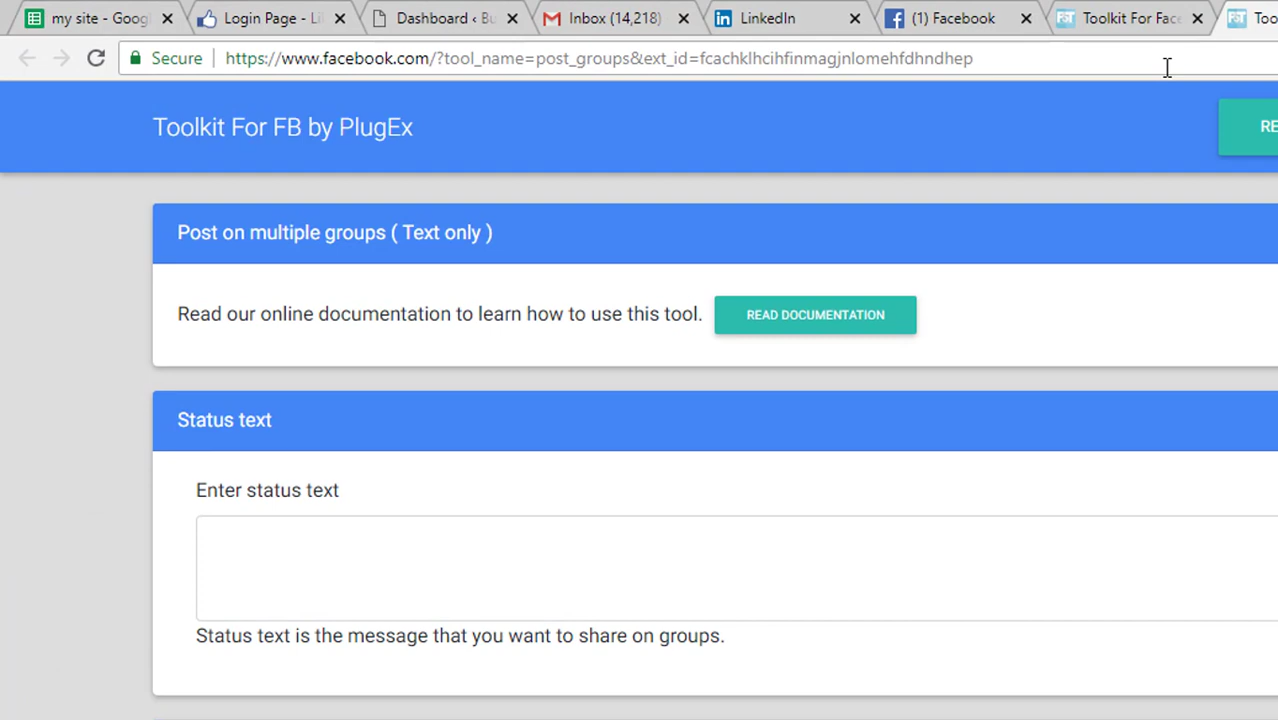 my site - Goog
Login Page - Li
Dashboard ‹ Bu
Inbox (14,218)
LinkedIn
(1) Facebook
Toolkit For Face
Too
Secure
https://www.facebook.com/?tool_name=post_groups&ext_id=fcachklhcihfinmagjnlomehfdhndhep
Toolkit For FB by PlugEx
RE
Post on multiple groups ( Text only )
Read our online documentation to learn how to use this tool.
READ DOCUMENTATION
Status text
Enter status text
Status text is the message that you want to share on groups.